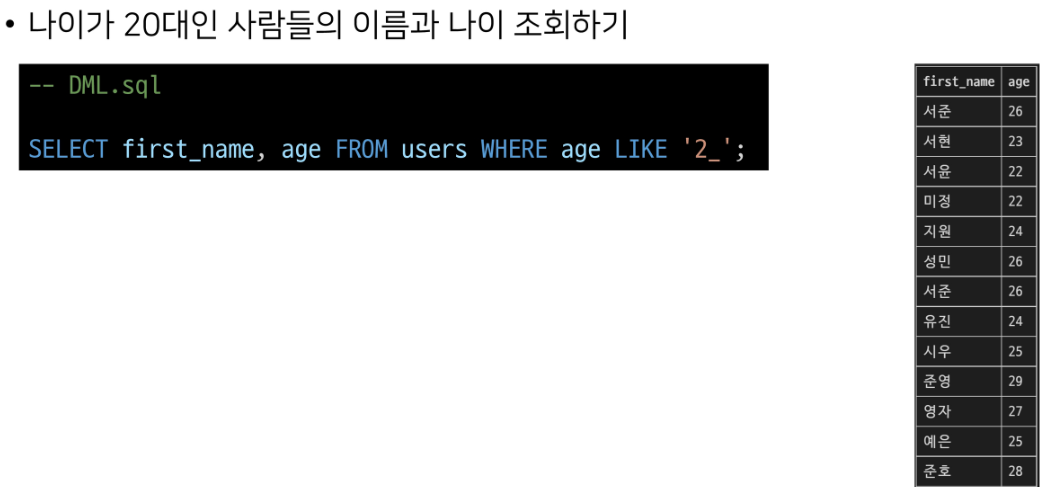 • 나이가 20대인 사람들의 이름과 나이 조회하기
-- DML.sql
SELECT first_name, age FROM users WHERE age LIKE '2_';
first_name age
서준 26
서현 23
서윤 22
미정 22
지원 24
성민 26
서준 26
유진 24
시우 25
준영 29
영자 27
예은 25
준호 28